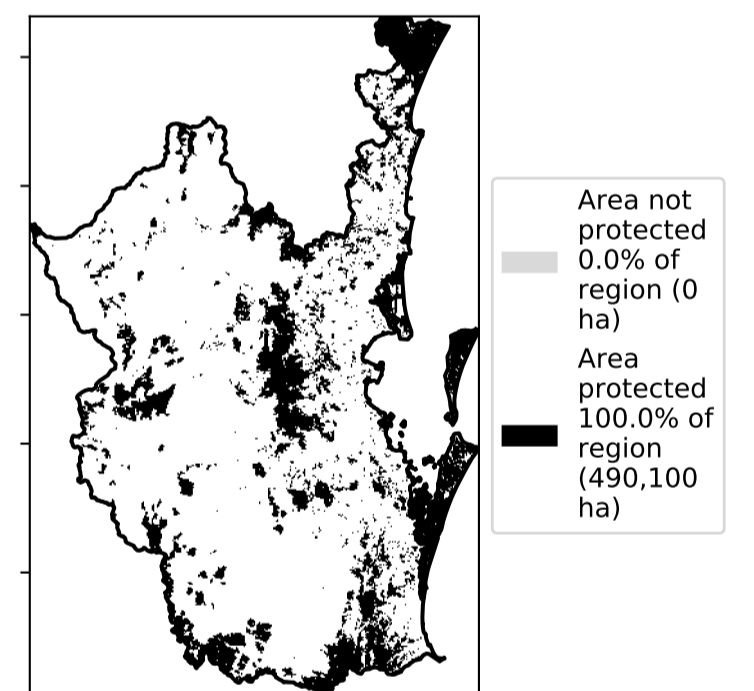 Area not
protected
0.0% of
region (0
ha)
Area
protected
100.0% of
region
(490,100
ha)